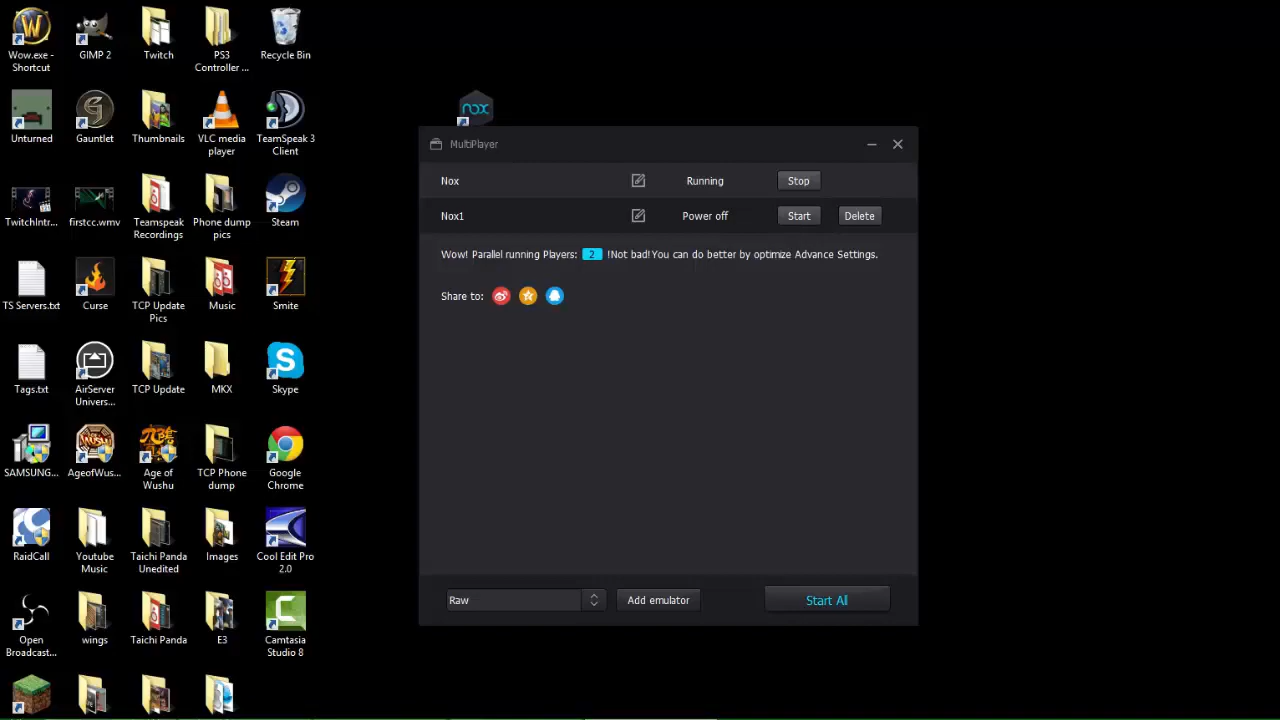 Wow.exe -
Shortcut
GIMP 2
Twitch
PS3
Controller ...
Recycle Bin
Unturned
Gauntlet
Thumbnails
VLC media
player
TeamSpeak 3
Client
TwitchIntr...
firstcc.wmv
Teamspeak
Recordings
Phone dump
pics
Steam
TS Servers.txt
Curse
TCP Update
Pics
Music
Smite
Tags.txt
AirServer
Univers...
TCP Update
MKX
Skype
SAMSUNG...
AgeofWus...
Age of
Wushu
TCP Phone
dump
Google
Chrome
RaidCall
Youtube
Music
Taichi Panda
Unedited
Images
Cool Edit Pro
2.0
Open
Broadcast...
wings
Taichi Panda
E3
Camtasia
Studio 8
nox
MultiPlayer
Nox Running Stop
Nox1 Power off Start Delete
Wow! Parallel running Players: 2 !Not bad!You can do better by optimize Advance Settings.
Share to:
Raw Add emulator Start All